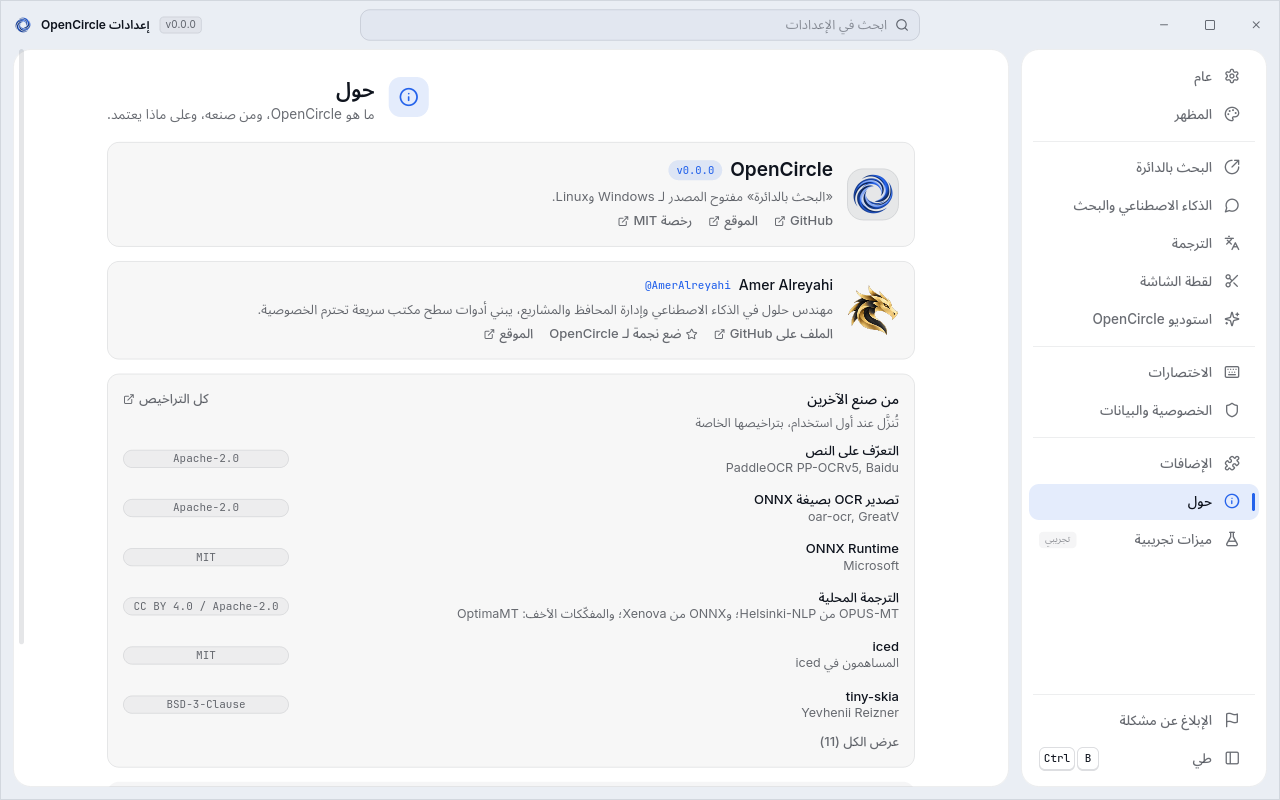 إعدادات OpenCircle v0.0.0
ابحث في الإعدادات
عام
المظهر
البحث بالدائرة
الذكاء الاصطناعي والبحث
الترجمة
لقطة الشاشة
استوديو OpenCircle
الاختصارات
الخصوصية والبيانات
الإضافات
حول
ميزات تجريبية تجريبي
الإبلاغ عن مشكلة
طي Ctrl B
حول
ما هو OpenCircle، ومن صنعه، وعلى ماذا يعتمد.
OpenCircle v0.0.0
«البحث بالدائرة» مفتوح المصدر لـ Windows وLinux.
GitHub الموقع رخصة MIT
Amer Alreyahi @AmerAlreyahi
مهندس حلول في الذكاء الاصطناعي وإدارة المحافظ والمشاريع، يبني أدوات سطح مكتب سريعة تحترم الخصوصية.
الملف على GitHub ضع نجمة لـ OpenCircle الموقع
من صنع الآخرين كل التراخيص
تُنزَّل عند أول استخدام، بتراخيصها الخاصة
التعرّف على النص Apache-2.0
PaddleOCR PP-OCRv5, Baidu
تصدير OCR بصيغة ONNX Apache-2.0
oar-ocr, GreatV
ONNX Runtime MIT
Microsoft
الترجمة المحلية CC BY 4.0 / Apache-2.0
OPUS-MT من Helsinki-NLP؛ وONNX من Xenova؛ والمفكّكات الأخف: OptimaMT
iced MIT
المساهمون في iced
tiny-skia BSD-3-Clause
Yevhenii Reizner
عرض الكل (11)